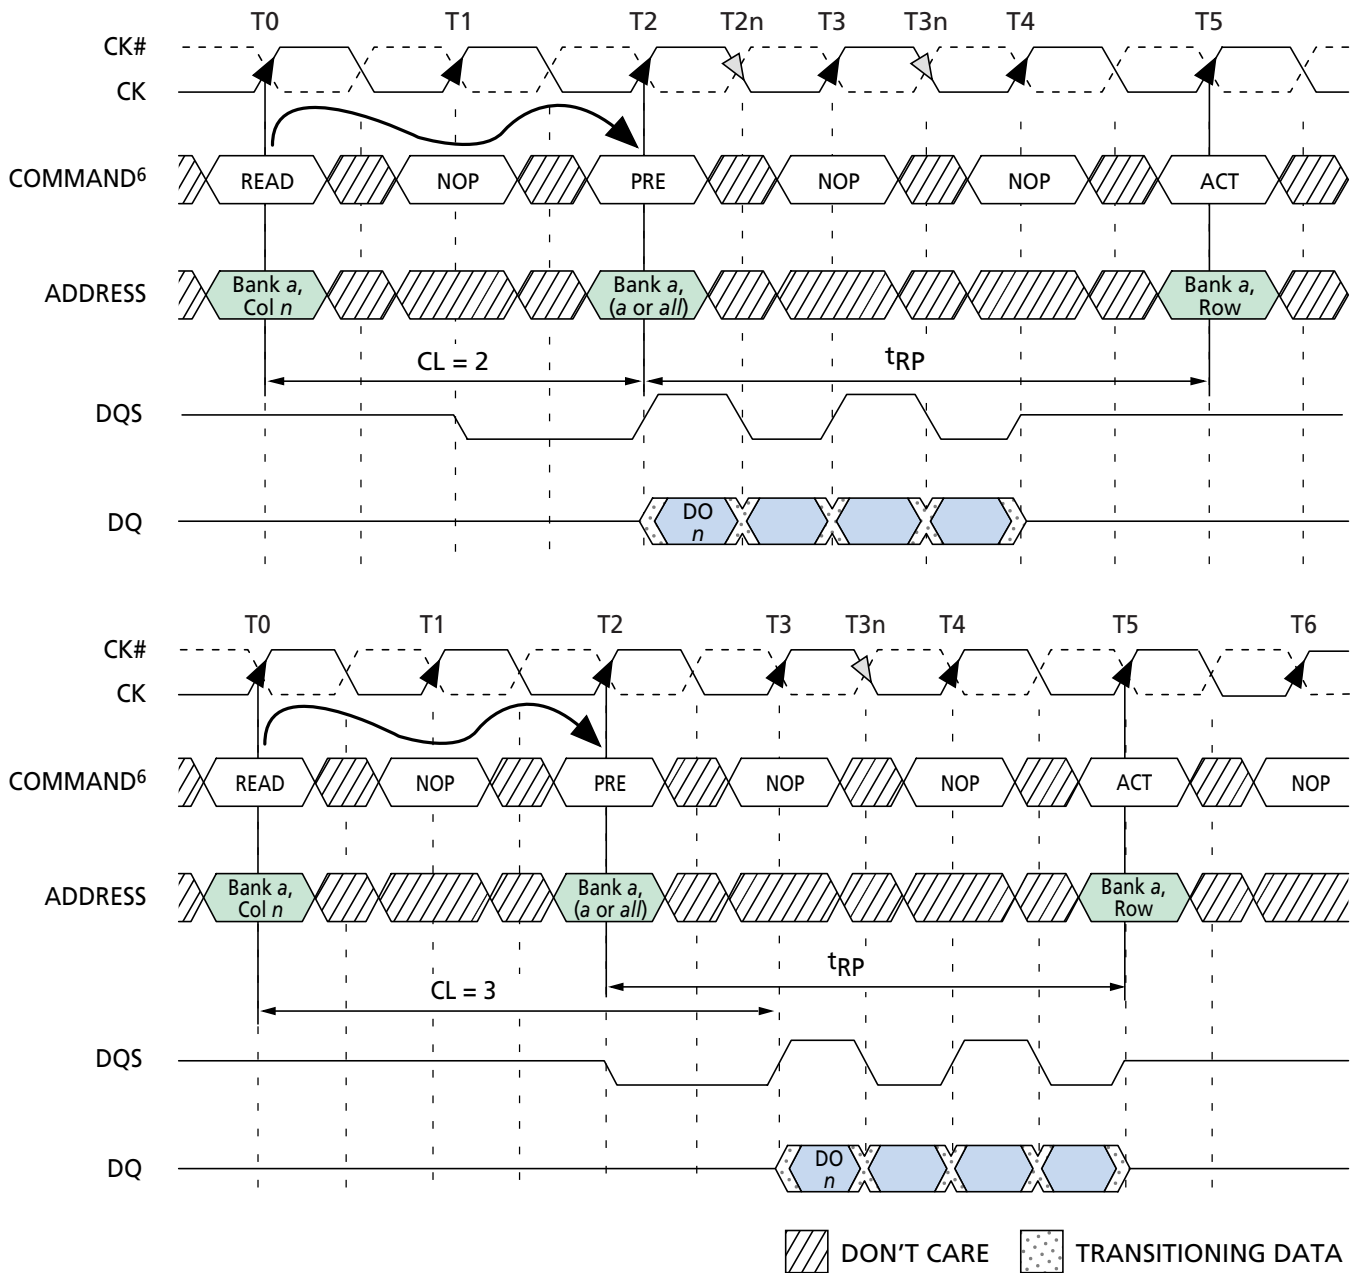 T0 T1 T2 T2n T3 T3n T4 T5
CK#
CK
COMMAND6 READ NOP PRE NOP NOP ACT
ADDRESS Bank a, Bank a, Bank a,
Col n (a or all) Row
CL = 2 tRP
DQS
DQ DO
n
T0 T1 T2 T3 T3n T4 T5 T6
CK#
CK
COMMAND6 READ NOP PRE NOP NOP ACT NOP
ADDRESS Bank a, Bank a, Bank a,
Col n (a or all) Row
tRP
CL = 3
DQS
DQ DO
n
DON'T CARE TRANSITIONING DATA